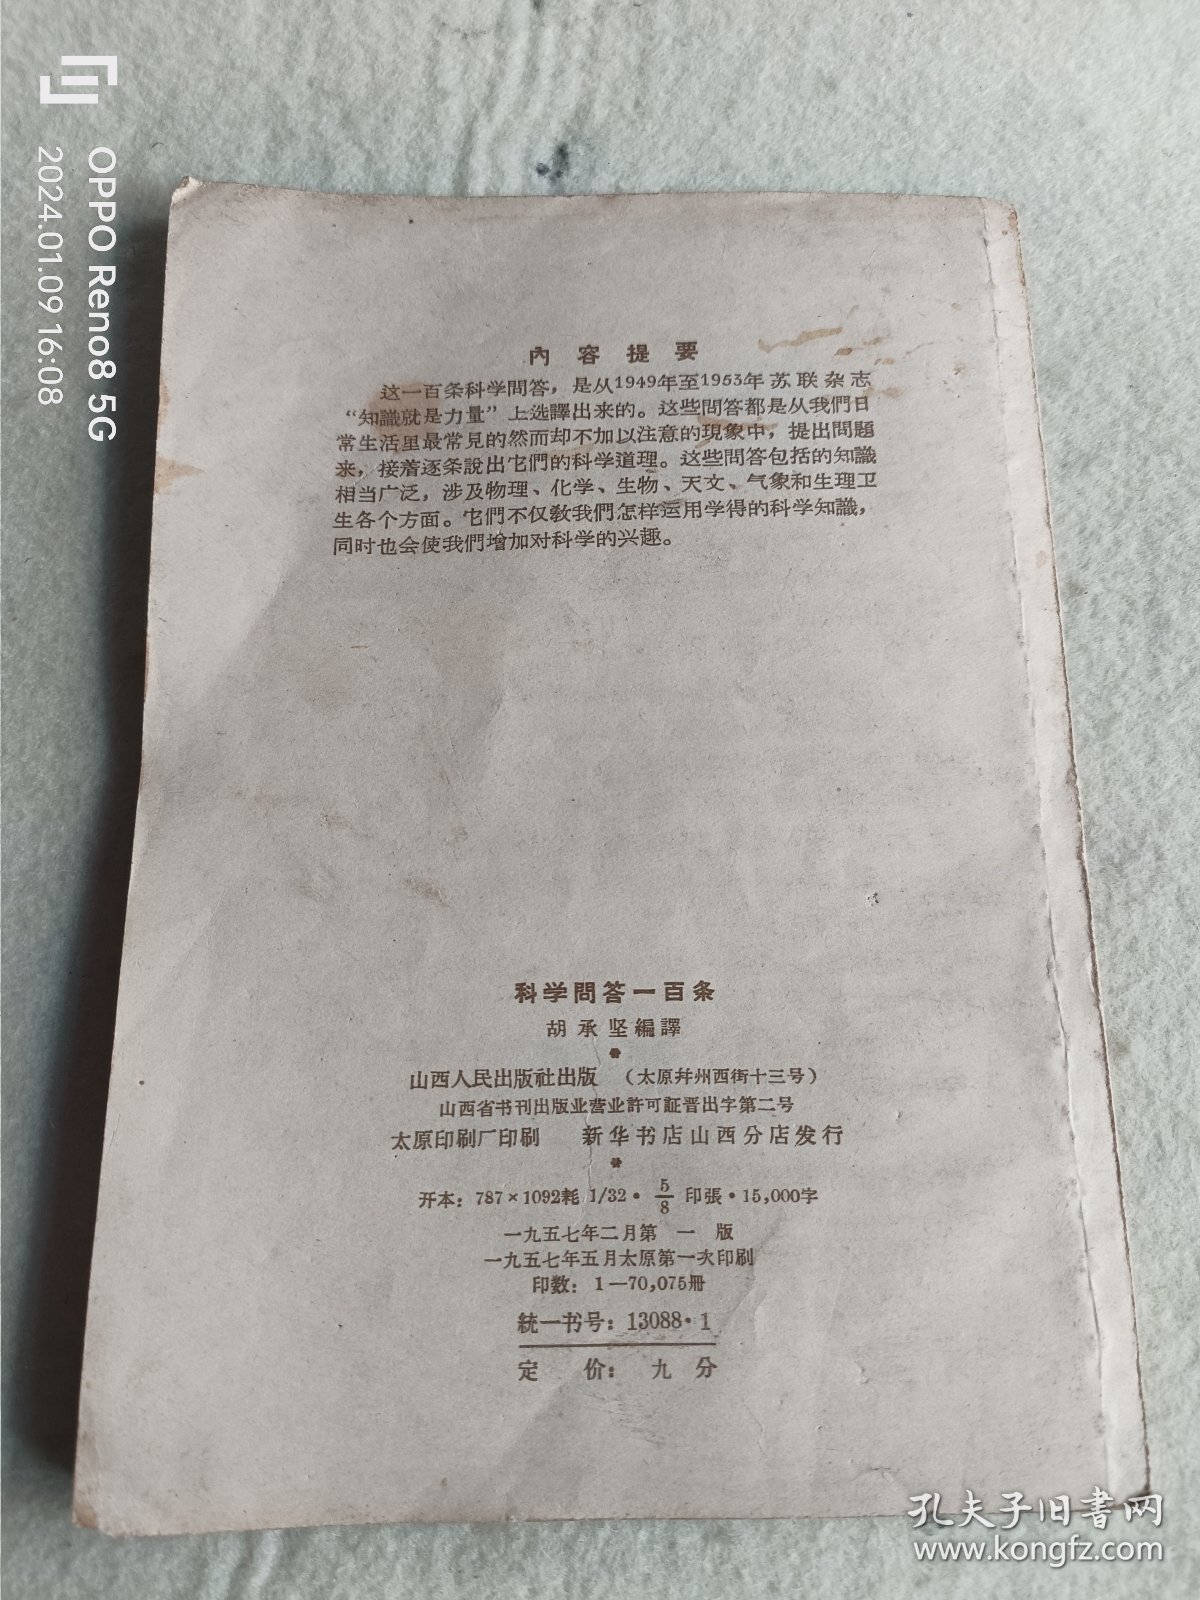 OPPO Reno8 5G
2024.01.09 16:08
內容提要
这一百条科学問答，是从1949年至1953年苏联杂志
“知識就是力量”上选譯出来的。这些問答都是从我們日
常生活里最常見的然而却不加以注意的現象中，提出問題
来，接着逐条說出它們的科学道理。这些問答包括的知識
相当广泛，涉及物理、化学、生物、天文、气象和生理卫
生各个方面。它們不仅教我們怎样运用学得的科学知識，
同时也会使我們增加对科学的兴趣。
科学問答一百条
胡承坚編譯
山西人民出版社出版 （太原幷州西街十三号）
山西省书刊出版业营业許可証晋出字第二号
太原印刷厂印刷 新华书店山西分店发行
开本：787×1092耗 1/32·5/8印張·15,000字
一九五七年二月第一版
一九五七年五月太原第一次印刷
印数：1—70,075册
統一书号：13088·1
定价：九分
孔夫子旧書网
www.kongfz.com